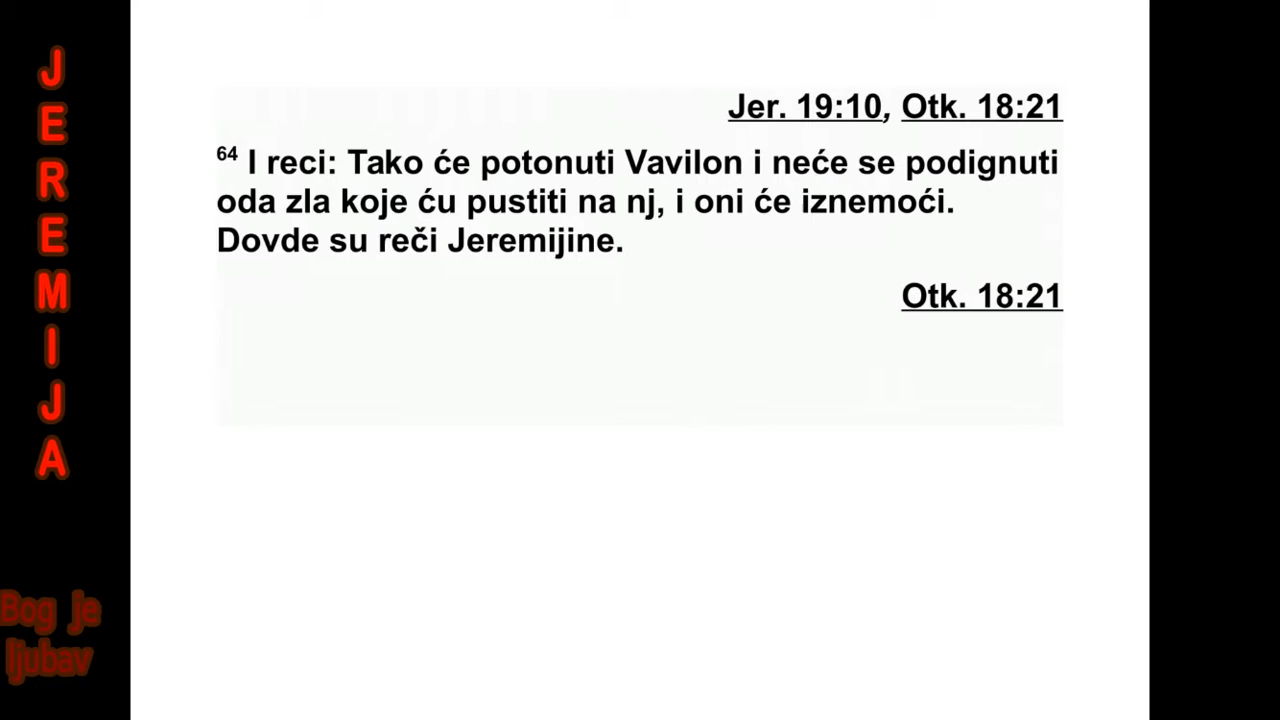 JEREMIJA
Bog je
ljubav
Jer. 19:10, Otk. 18:21
64 I reci: Tako će potonuti Vavilon i neće se podignuti
oda zla koje ću pustiti na nj, i oni će iznemoći.
Dovde su reči Jeremijine.
Otk. 18:21